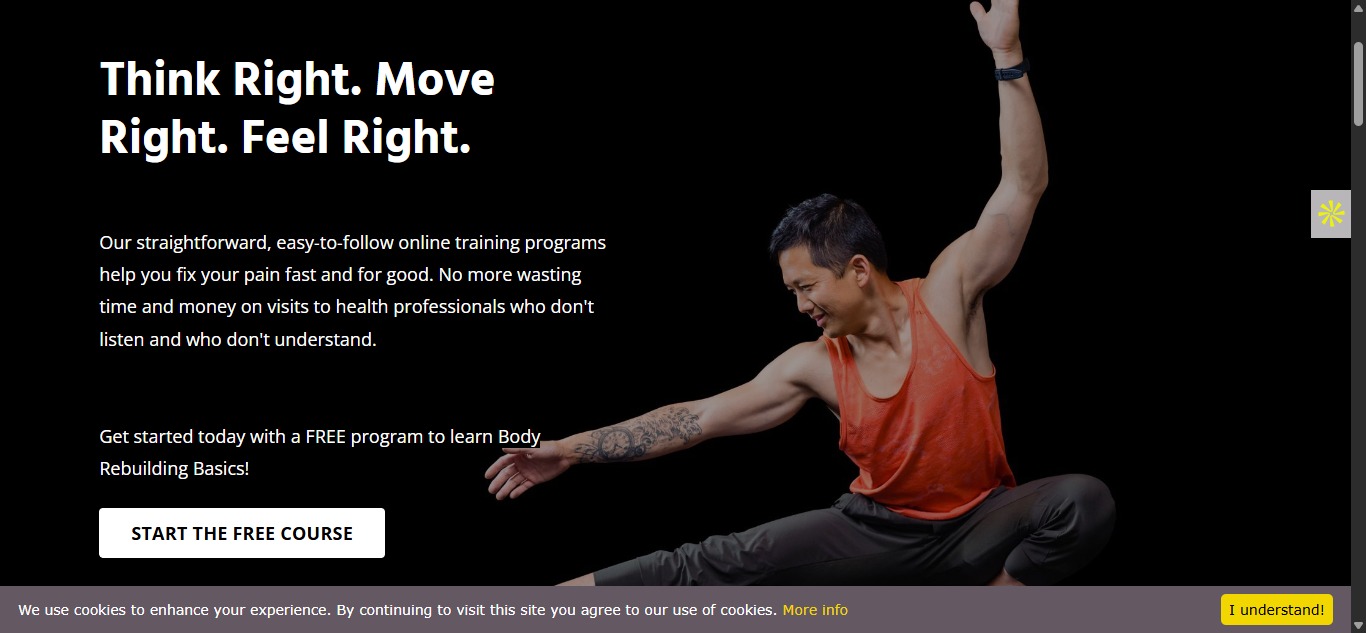 Think Right. Move
Right. Feel Right.
Our straightforward, easy-to-follow online training programs
help you fix your pain fast and for good. No more wasting
time and money on visits to health professionals who don't
listen and who don't understand.
Get started today with a FREE program to learn Body
Rebuilding Basics!
START THE FREE COURSE
We use cookies to enhance your experience. By continuing to visit this site you agree to our use of cookies. More info
I understand!